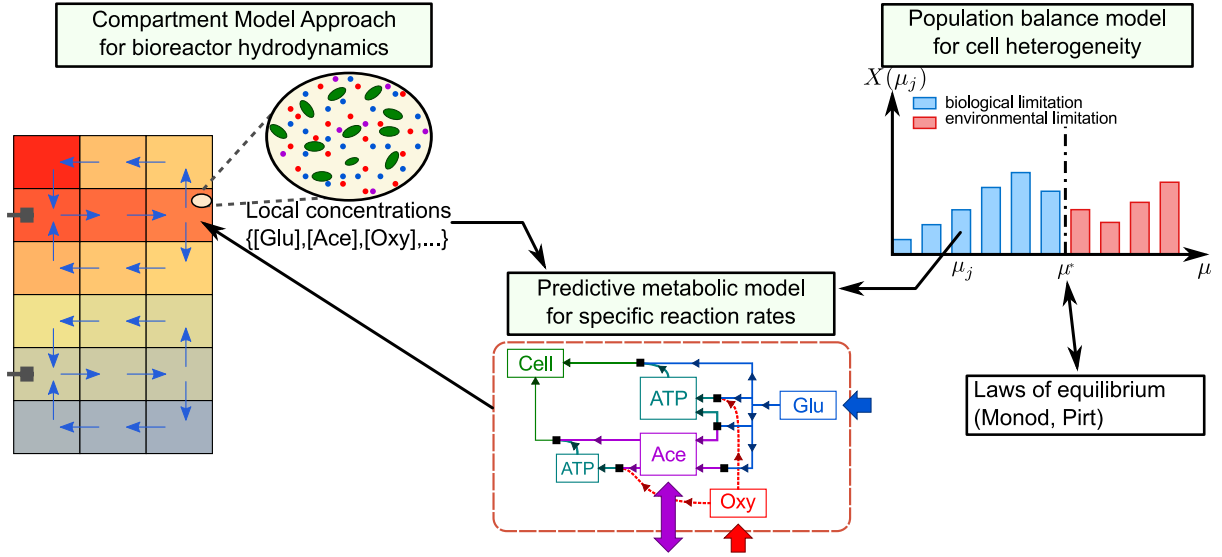 Compartment Model Approach
for bioreactor hydrodynamics
Local concentrations
{[Glu],[Ace],[Oxy],...}
Population balance model
for cell heterogeneity
X(μj)
biological limitation
environmental limitation
μj
μ*
μ
Predictive metabolic model
for specific reaction rates
Laws of equilibrium
(Monod, Pirt)
Cell
ATP
Glu
Ace
ATP
Oxy